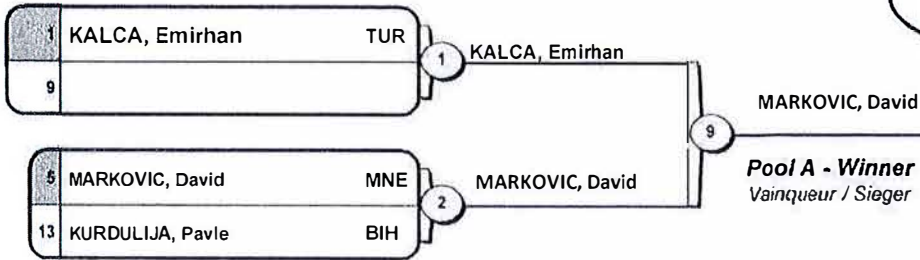 1 KALCA, Emirhan TUR
9
1 KALCA, Emirhan
5 MARKOVIC, David MNE
13 KURDULIJA, Pavle BIH
2 MARKOVIC, David
9 MARKOVIC, David
Pool A - Winner
Vainqueur / Sieger